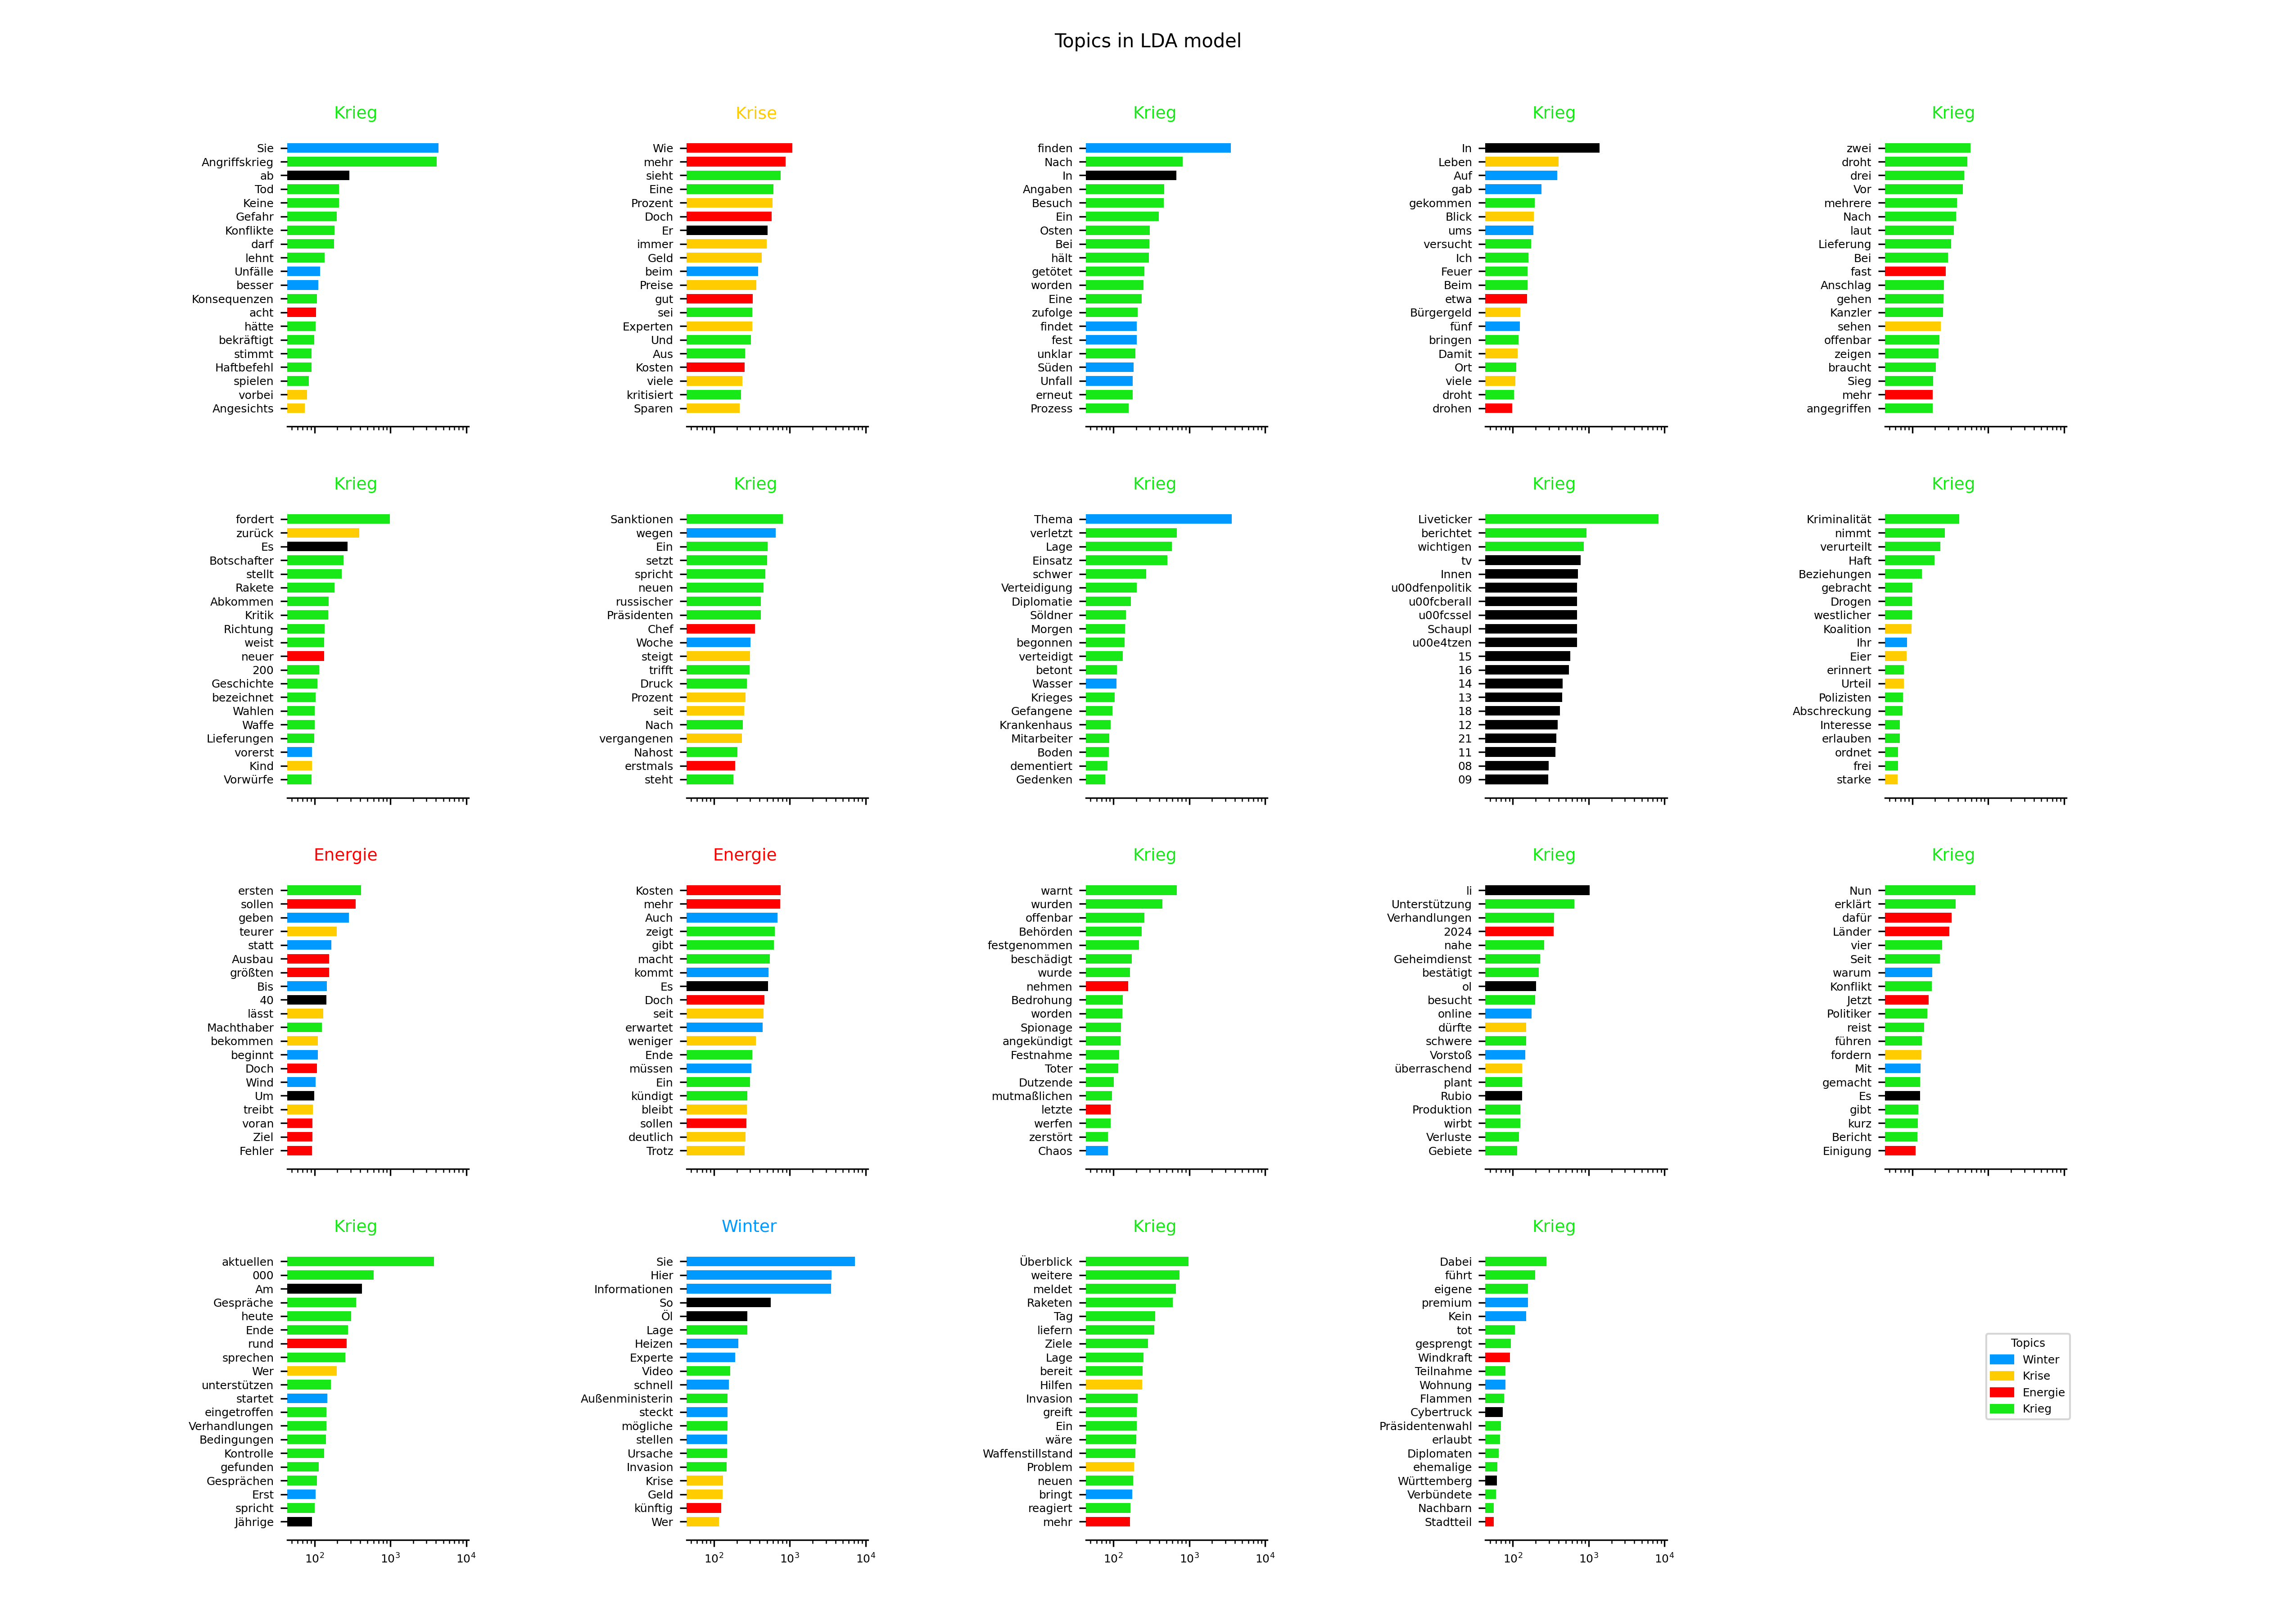 Topics in LDA model
Krieg
Sie
Angriffskrieg
ab
Tod
Keine
Gefahr
Konflikte
darf
lehnt
Unfälle
besser
Konsequenzen
acht
hätte
bekräftigt
stimmt
Haftbefehl
spielen
vorbei
Angesichts
Krise
Wie
mehr
sieht
Eine
Prozent
Doch
Er
immer
Geld
beim
Preise
gut
sei
Experten
Und
Aus
Kosten
viele
kritisiert
Sparen
Krieg
finden
Nach
In
Angaben
Besuch
Ein
Osten
Bei
hält
getötet
worden
Eine
zufolge
findet
fest
unklar
Süden
Unfall
erneut
Prozess
Krieg
In
Leben
Auf
gab
gekommen
Blick
ums
versucht
Ich
Feuer
Beim
etwa
Bürgergeld
fünf
bringen
Damit
Ort
viele
droht
drohen
Krieg
zwei
droht
drei
Vor
mehrere
Nach
laut
Lieferung
Bei
fast
Anschlag
gehen
Kanzler
sehen
offenbar
zeigen
braucht
Sieg
mehr
angegriffen
Krieg
fordert
zurück
Es
Botschafter
stellt
Rakete
Abkommen
Kritik
Richtung
weist
neuer
200
Geschichte
bezeichnet
Wahlen
Waffe
Lieferungen
vorerst
Kind
Vorwürfe
Krieg
Sanktionen
wegen
Ein
setzt
spricht
neuen
russischer
Präsidenten
Chef
Woche
steigt
trifft
Druck
Prozent
seit
Nach
vergangenen
Nahost
erstmals
steht
Krieg
Thema
verletzt
Lage
Einsatz
schwer
Verteidigung
Diplomatie
Söldner
Morgen
begonnen
verteidigt
betont
Wasser
Krieges
Gefangene
Krankenhaus
Mitarbeiter
Boden
dementiert
Gedenken
Krieg
Liveticker
berichtet
wichtigen
tv
Innen
u00dfenpolitik
u00fcberall
u00fcssel
Schaupl
u00e4tzen
15
16
14
13
18
12
21
11
08
09
Krieg
Kriminalität
nimmt
verurteilt
Haft
Beziehungen
gebracht
Drogen
westlicher
Koalition
Ihr
Eier
erinnert
Urteil
Polizisten
Abschreckung
Interesse
erlauben
ordnet
frei
starke
Energie
ersten
sollen
geben
teurer
statt
Ausbau
größten
Bis
40
lässt
Machthaber
bekommen
beginnt
Doch
Wind
Um
treibt
voran
Ziel
Fehler
Energie
Kosten
mehr
Auch
zeigt
gibt
macht
kommt
Es
Doch
seit
erwartet
weniger
Ende
müssen
Ein
kündigt
bleibt
sollen
deutlich
Trotz
Krieg
warnt
wurden
offenbar
Behörden
festgenommen
beschädigt
wurde
nehmen
Bedrohung
worden
Spionage
angekündigt
Festnahme
Toter
Dutzende
mutmaßlichen
letzte
werfen
zerstört
Chaos
Krieg
li
Unterstützung
Verhandlungen
2024
nahe
Geheimdienst
bestätigt
ol
besucht
online
dürfte
schwere
Vorstoß
überraschend
plant
Rubio
Produktion
wirbt
Verluste
Gebiete
Krieg
Nun
erklärt
dafür
Länder
vier
Seit
warum
Konflikt
Jetzt
Politiker
reist
führen
fordern
Mit
gemacht
Es
gibt
kurz
Bericht
Einigung
Krieg
aktuellen
000
Am
Gespräche
heute
Ende
rund
sprechen
Wer
unterstützen
startet
eingetroffen
Verhandlungen
Bedingungen
Kontrolle
gefunden
Gesprächen
Erst
spricht
Jährige
10² 10³ 10⁴
Winter
Sie
Hier
Informationen
So
Öl
Lage
Heizen
Experte
Video
schnell
Außenministerin
steckt
mögliche
stellen
Ursache
Invasion
Krise
Geld
künftig
Wer
10² 10³ 10⁴
Krieg
Überblick
weitere
meldet
Raketen
Tag
liefern
Ziele
Lage
bereit
Hilfen
Invasion
greift
Ein
wäre
Waffenstillstand
Problem
neuen
bringt
reagiert
mehr
10² 10³ 10⁴
Krieg
Dabei
führt
eigene
premium
Kein
tot
gesprengt
Windkraft
Teilnahme
Wohnung
Flammen
Cybertruck
Präsidentenwahl
erlaubt
Diplomaten
ehemalige
Württemberg
Verbündete
Nachbarn
Stadtteil
10² 10³ 10⁴
Topics
Winter
Krise
Energie
Krieg